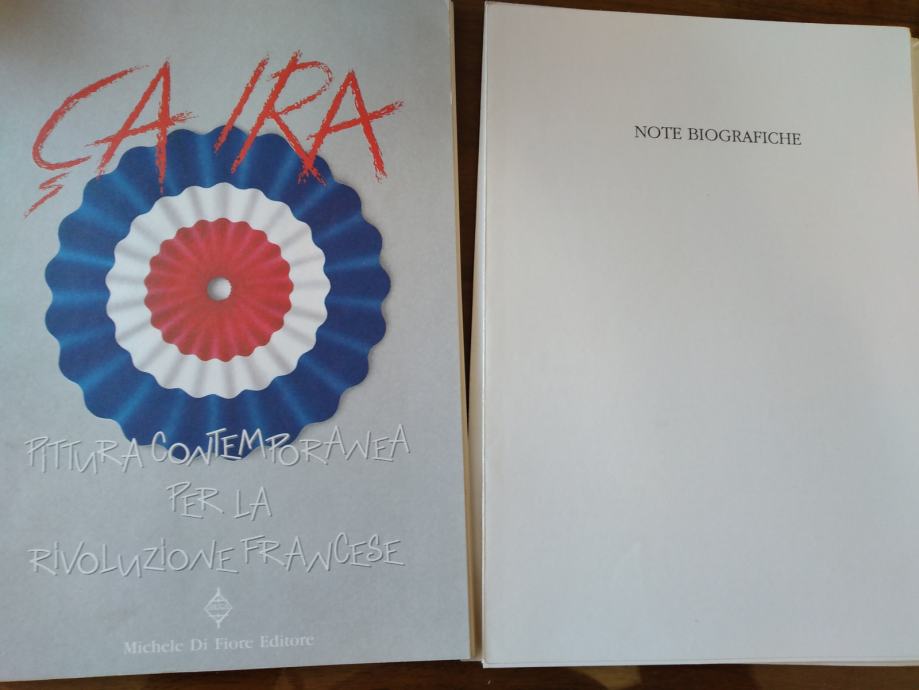 ÇA IRA
PITTURA CONTEMPORANEA
PER LA
RIVOLUZIONE FRANCESE
Michele Di Fiore Editore
NOTE BIOGRAFICHE